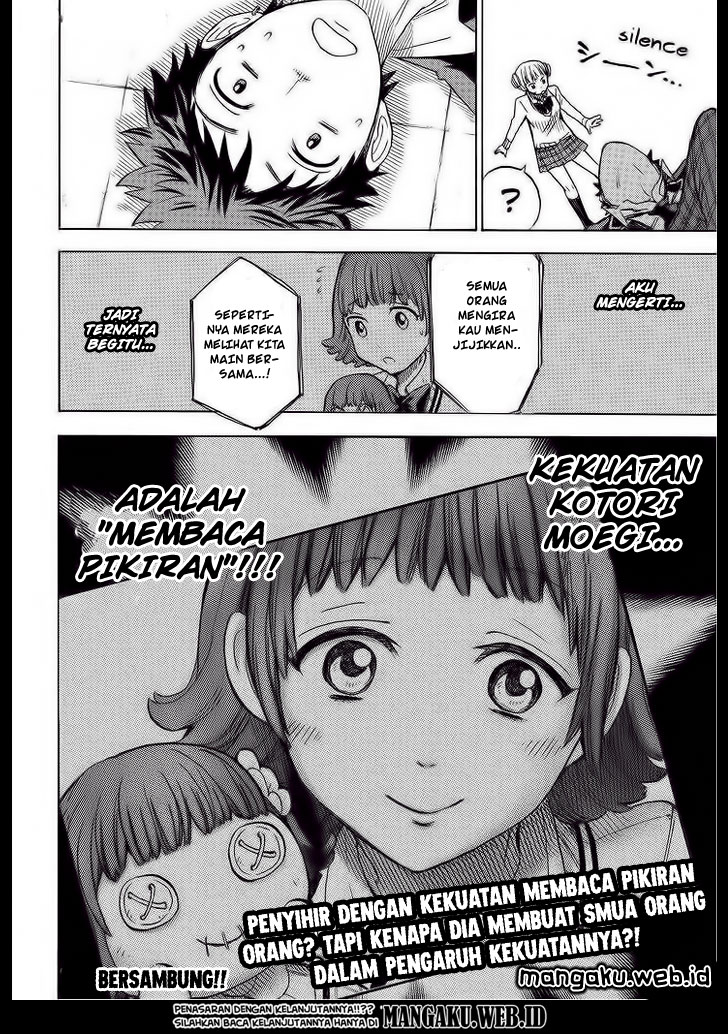 silence
シーン...
?
AKU
MENGERTI...
SEMUA
ORANG
MENGIRA
KAU MEN-
JIJIKKAN..
SEPERTI-
NYA MEREKA
MELIHAT KITA
MAIN BER-
SAMA...!
JADI
TERNYATA
BEGITU...
KEKUATAN
KOTORI
MOEGI...
ADALAH
"MEMBACA
PIKIRAN"!!!
PENYIHIR DENGAN KEKUATAN MEMBACA PIKIRAN
ORANG? TAPI KENAPA DIA MEMBUAT SMUA ORANG
DALAM PENGARUH KEKUATANNYA?!
BERSAMBUNG!!
mangaku.web.id
PENASARAN DENGAN KELANJUTANNYA!!??
SILAHKAN BACA KELANJUTANNYA HANYA DI MANGAKU.WEB.ID